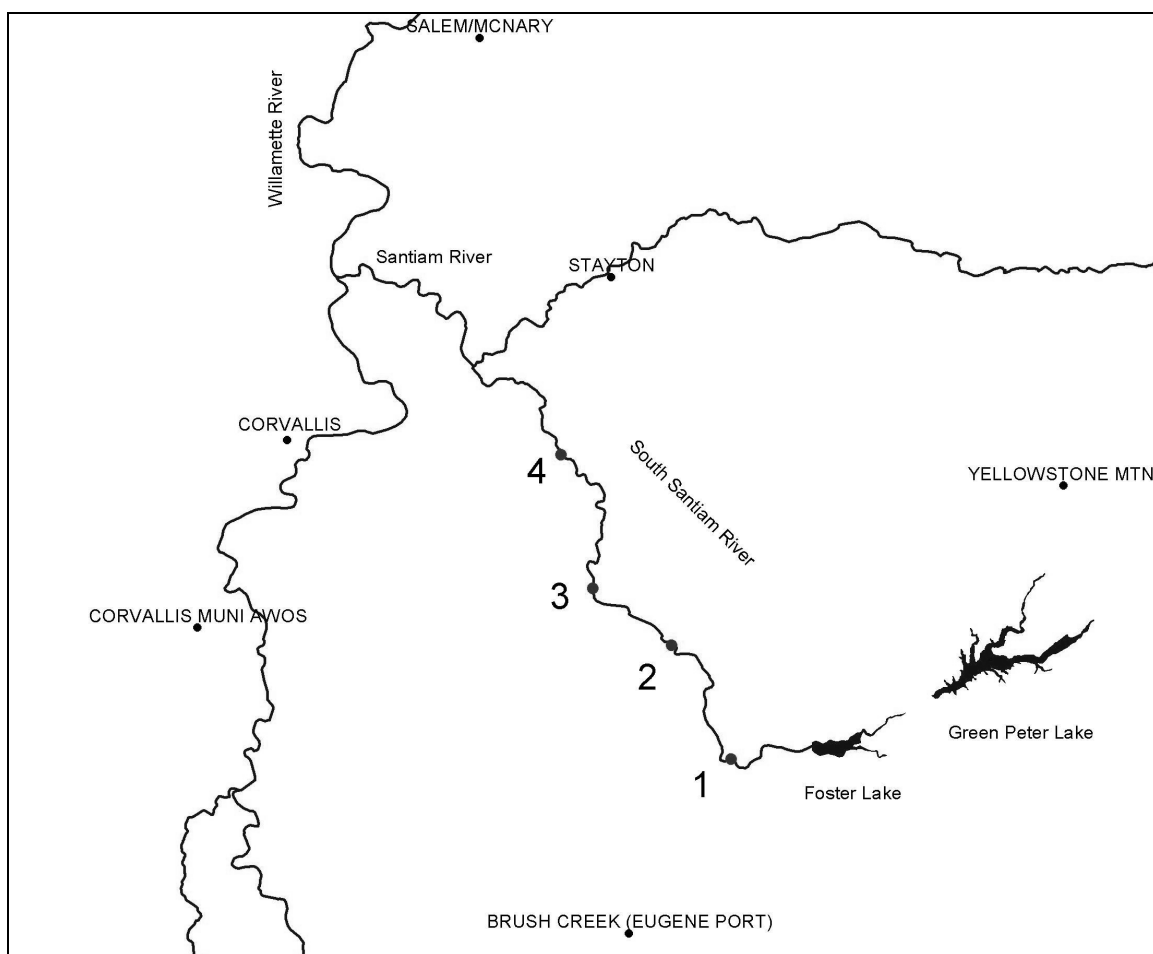 SALEM/MCNARY
Willamette River
Santiam River
STAYTON
CORVALLIS
4
South Santiam River
YELLOWSTONE MTN
3
CORVALLIS MUNI AWOS
2
Green Peter Lake
1
Foster Lake
BRUSH CREEK (EUGENE PORT)